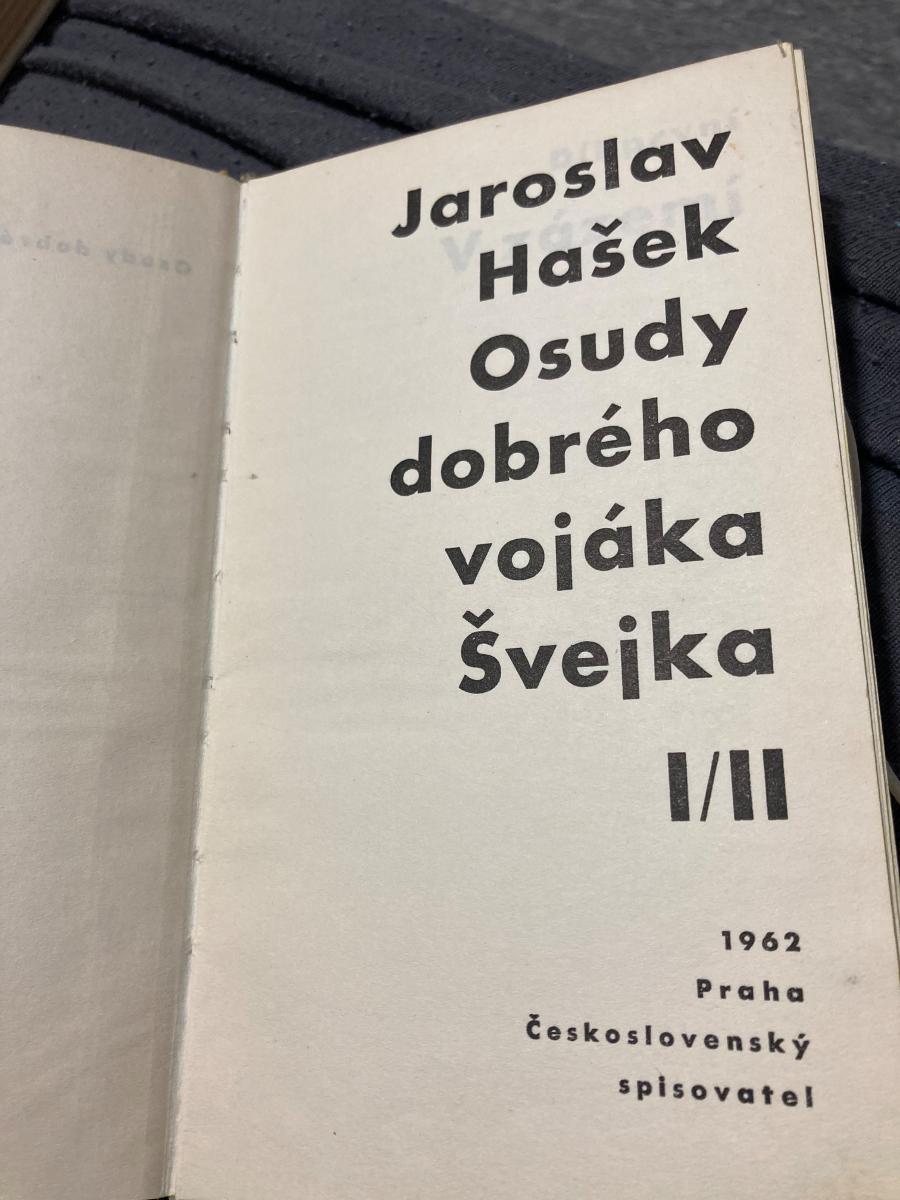 Jaroslav
Hašek
Osudy
dobrého
vojáka
Švejka
I/II
1962
Praha
Československý
spisovatel